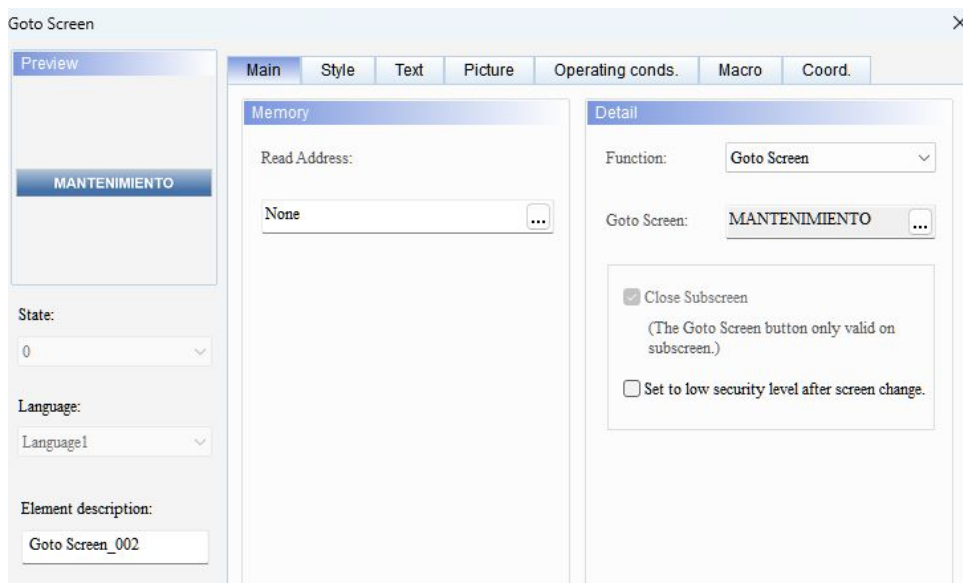 Goto Screen
Preview
MANTENIMIENTO
State:
0
Language:
Language1
Element description:
Goto Screen_002
Main
Style
Text
Picture
Operating conds.
Macro
Coord.
Memory
Read Address:
None
...
Detail
Function:
Goto Screen
Goto Screen:
MANTENIMIENTO
...
Close Subscreen
(The Goto Screen button only valid on
subscreen.)
Set to low security level after screen change.